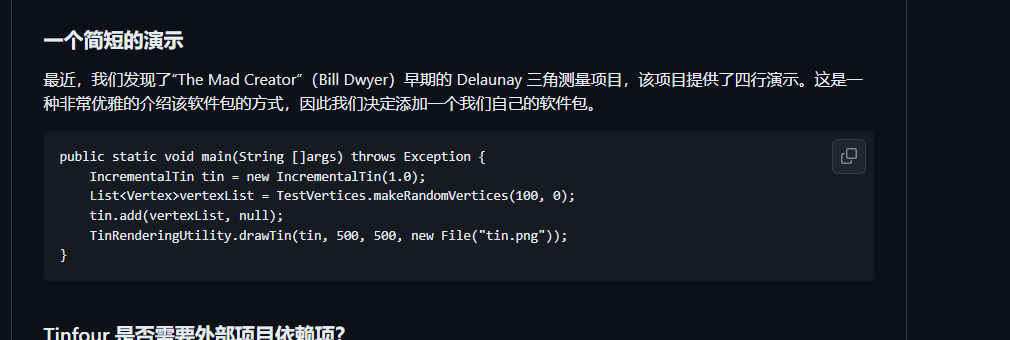 一个简短的演示
最近，我们发现了“The Mad Creator”（Bill Dwyer）早期的 Delaunay 三角测量项目，该项目提供了四行演示。这是一
种非常优雅的介绍该软件包的方式，因此我们决定添加一个我们自己的软件包。
public static void main(String []args) throws Exception {
    IncrementalTin tin = new IncrementalTin(1.0);
    List<Vertex>vertexList = TestVertices.makeRandomVertices(100, 0);
    tin.add(vertexList, null);
    TinRenderingUtility.drawTin(tin, 500, 500, new File("tin.png"));
}
Tinfour 是否需要外部项目依赖项？